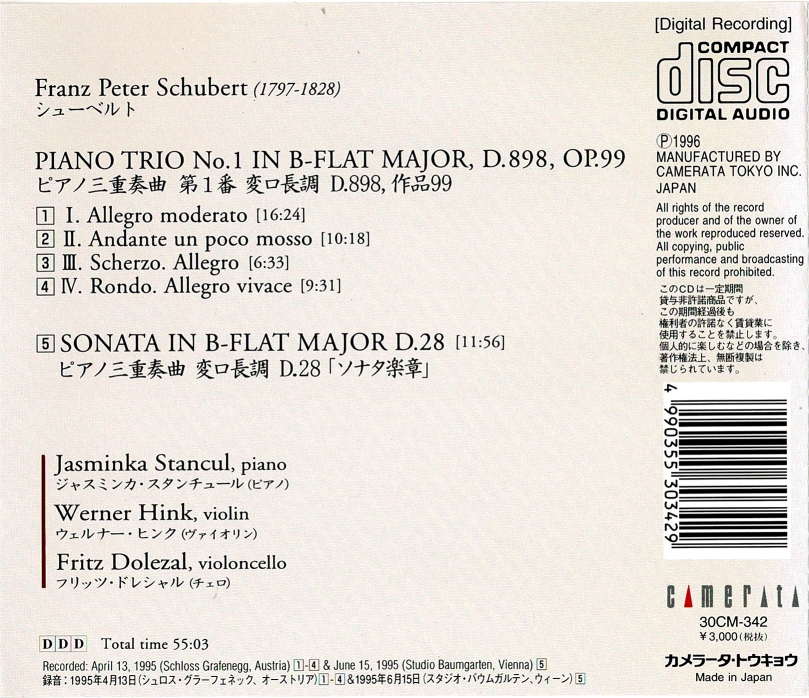 Franz Peter Schubert (1797-1828)
シューベルト
PIANO TRIO No.1 IN B-FLAT MAJOR, D.898, OP.99
ピアノ三重奏曲 第1番 変ロ長調 D.898, 作品99
1 I. Allegro moderato [16:24]
2 II. Andante un poco mosso [10:18]
3 III. Scherzo. Allegro [6:33]
4 IV. Rondo. Allegro vivace [9:31]
5 SONATA IN B-FLAT MAJOR D.28 [11:56]
ピアノ三重奏曲 変ロ長調 D.28「ソナタ楽章」
Jasminka Stancul, piano
ジャスミンカ・スタンチュール(ピアノ)
Werner Hink, violin
ウェルナー・ヒンク(ヴァイオリン)
Fritz Dolezal, violoncello
フリッツ・ドレシャル(チェロ)
DDD Total time 55:03
Recorded: April 13, 1995 (Schloss Grafenegg, Austria) 1-4 & June 15, 1995 (Studio Baumgarten, Vienna) 5
録音:1995年4月13日(シュロス・グラーフェネック、オーストリア)1-4&1995年6月15日(スタジオ・バウムガルテン、ウィーン)5
[Digital Recording]
COMPACT
disc
DIGITAL AUDIO
Ⓟ1996
MANUFACTURED BY
CAMERATA TOKYO INC.
JAPAN
All rights of the record
producer and of the owner of
the work reproduced reserved.
All copying, public
performance and broadcasting
of this record prohibited.
このCDは一定期間
貸与非許諾商品ですが、
この期間経過後も
権利者の許諾なく賃貸業に
使用することを禁止します。
個人的に楽しむなどの場合を除き、
著作権法上、無断複製は
禁じられています。
4 990355 303429
camerata
30CM-342
¥3,000(税抜)
カメラータ・トウキョウ
Made in Japan